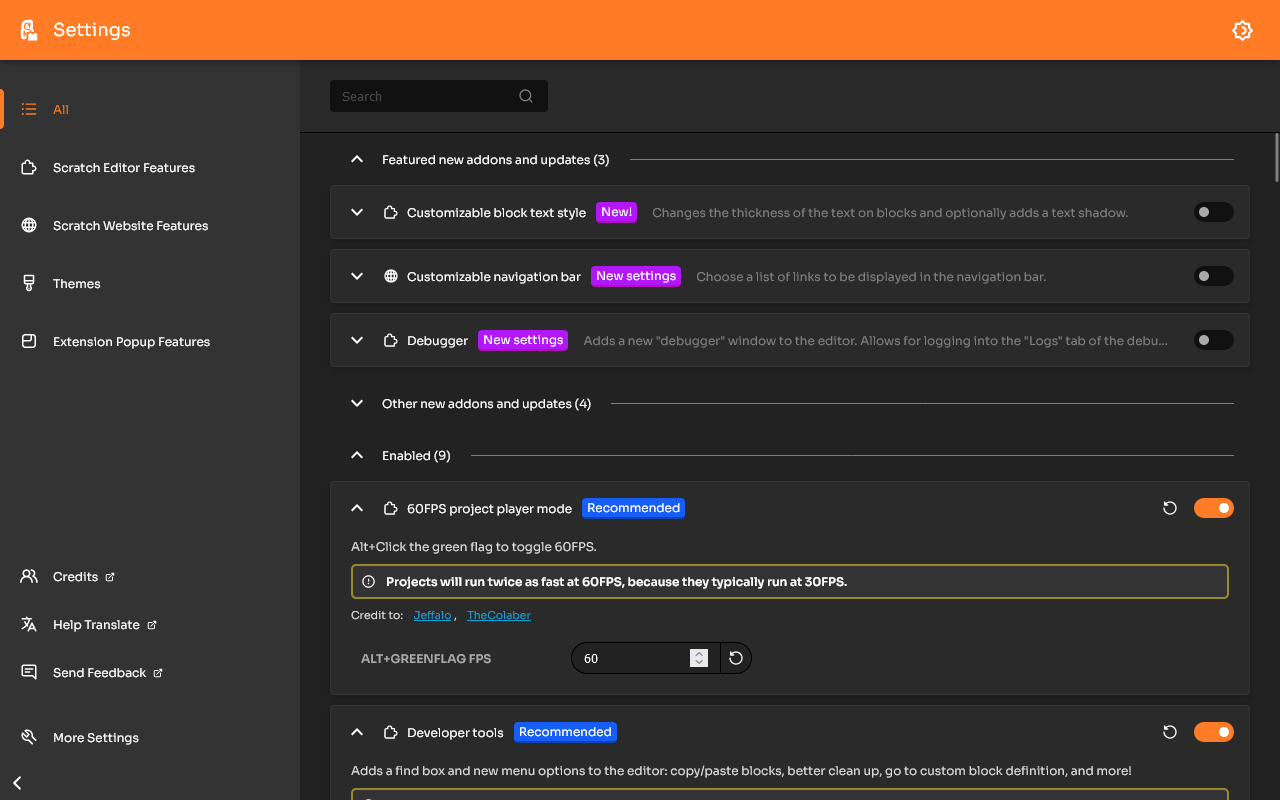 Settings
All
Scratch Editor Features
Scratch Website Features
Themes
Extension Popup Features
Credits
Help Translate
Send Feedback
More Settings
Search
Featured new addons and updates (3)
Customizable block text style New! Changes the thickness of the text on blocks and optionally adds a text shadow.
Customizable navigation bar New settings Choose a list of links to be displayed in the navigation bar.
Debugger New settings Adds a new "debugger" window to the editor. Allows for logging into the "Logs" tab of the debu...
Other new addons and updates (4)
Enabled (9)
60FPS project player mode Recommended
Alt+Click the green flag to toggle 60FPS.
Projects will run twice as fast at 60FPS, because they typically run at 30FPS.
Credit to: Jeffalo , TheColaber
ALT+GREENFLAG FPS 60
Developer tools Recommended
Adds a find box and new menu options to the editor: copy/paste blocks, better clean up, go to custom block definition, and more!